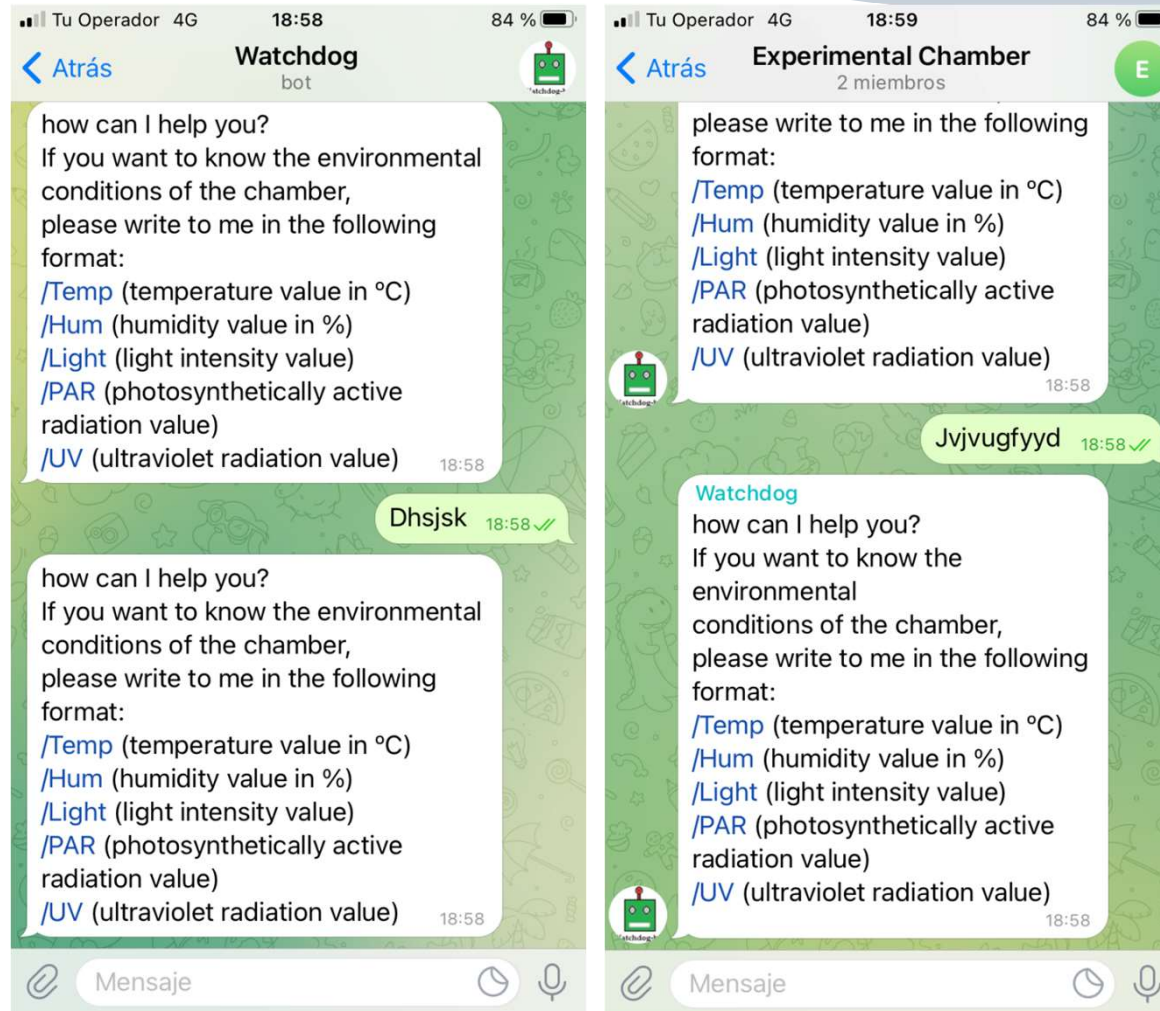 Tu Operador 4G 18:58 84 %
Atrás Watchdog
bot
how can I help you?
If you want to know the environmental
conditions of the chamber,
please write to me in the following
format:
/Temp (temperature value in ºC)
/Hum (humidity value in %)
/Light (light intensity value)
/PAR (photosynthetically active
radiation value)
/UV (ultraviolet radiation value) 18:58
Dhsjsk 18:58
how can I help you?
If you want to know the environmental
conditions of the chamber,
please write to me in the following
format:
/Temp (temperature value in ºC)
/Hum (humidity value in %)
/Light (light intensity value)
/PAR (photosynthetically active
radiation value)
/UV (ultraviolet radiation value) 18:58
Mensaje
Tu Operador 4G 18:59 84 %
Atrás Experimental Chamber E
2 miembros
please write to me in the following
format:
/Temp (temperature value in ºC)
/Hum (humidity value in %)
/Light (light intensity value)
/PAR (photosynthetically active
radiation value)
/UV (ultraviolet radiation value)
18:58
Jvjvugfyyd 18:58
Watchdog
how can I help you?
If you want to know the
environmental
conditions of the chamber,
please write to me in the following
format:
/Temp (temperature value in ºC)
/Hum (humidity value in %)
/Light (light intensity value)
/PAR (photosynthetically active
radiation value)
/UV (ultraviolet radiation value)
18:58
Mensaje